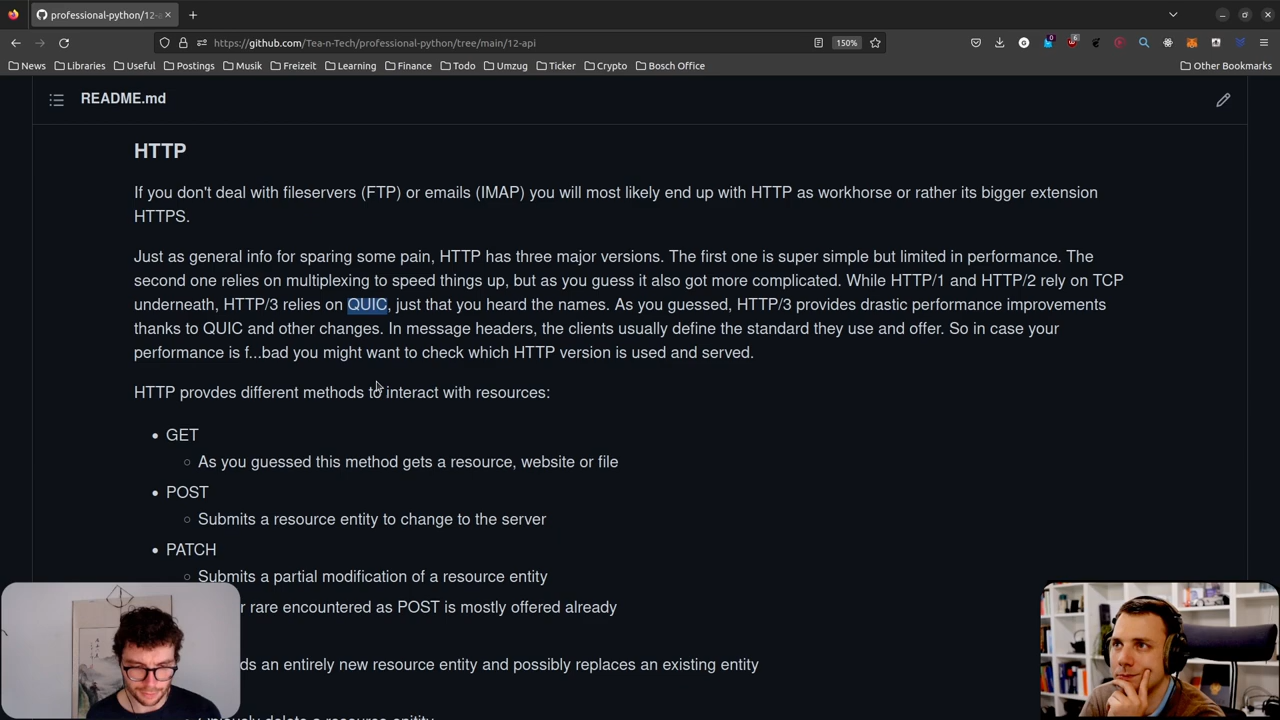 professional-python/12-a
https://github.com/Tea-n-Tech/professional-python/tree/main/12-api
150%
News Libraries Useful Postings Musik Freizeit Learning Finance Todo Umzug Ticker Crypto Bosch Office Other Bookmarks
README.md
HTTP
If you don't deal with fileservers (FTP) or emails (IMAP) you will most likely end up with HTTP as workhorse or rather its bigger extension
HTTPS.
Just as general info for sparing some pain, HTTP has three major versions. The first one is super simple but limited in performance. The
second one relies on multiplexing to speed things up, but as you guess it also got more complicated. While HTTP/1 and HTTP/2 rely on TCP
underneath, HTTP/3 relies on QUIC, just that you heard the names. As you guessed, HTTP/3 provides drastic performance improvements
thanks to QUIC and other changes. In message headers, the clients usually define the standard they use and offer. So in case your
performance is f...bad you might want to check which HTTP version is used and served.
HTTP provdes different methods to interact with resources:
GET
As you guessed this method gets a resource, website or file
POST
Submits a resource entity to change to the server
PATCH
Submits a partial modification of a resource entity
rare encountered as POST is mostly offered already
an entirely new resource entity and possibly replaces an existing entity
delete a resource